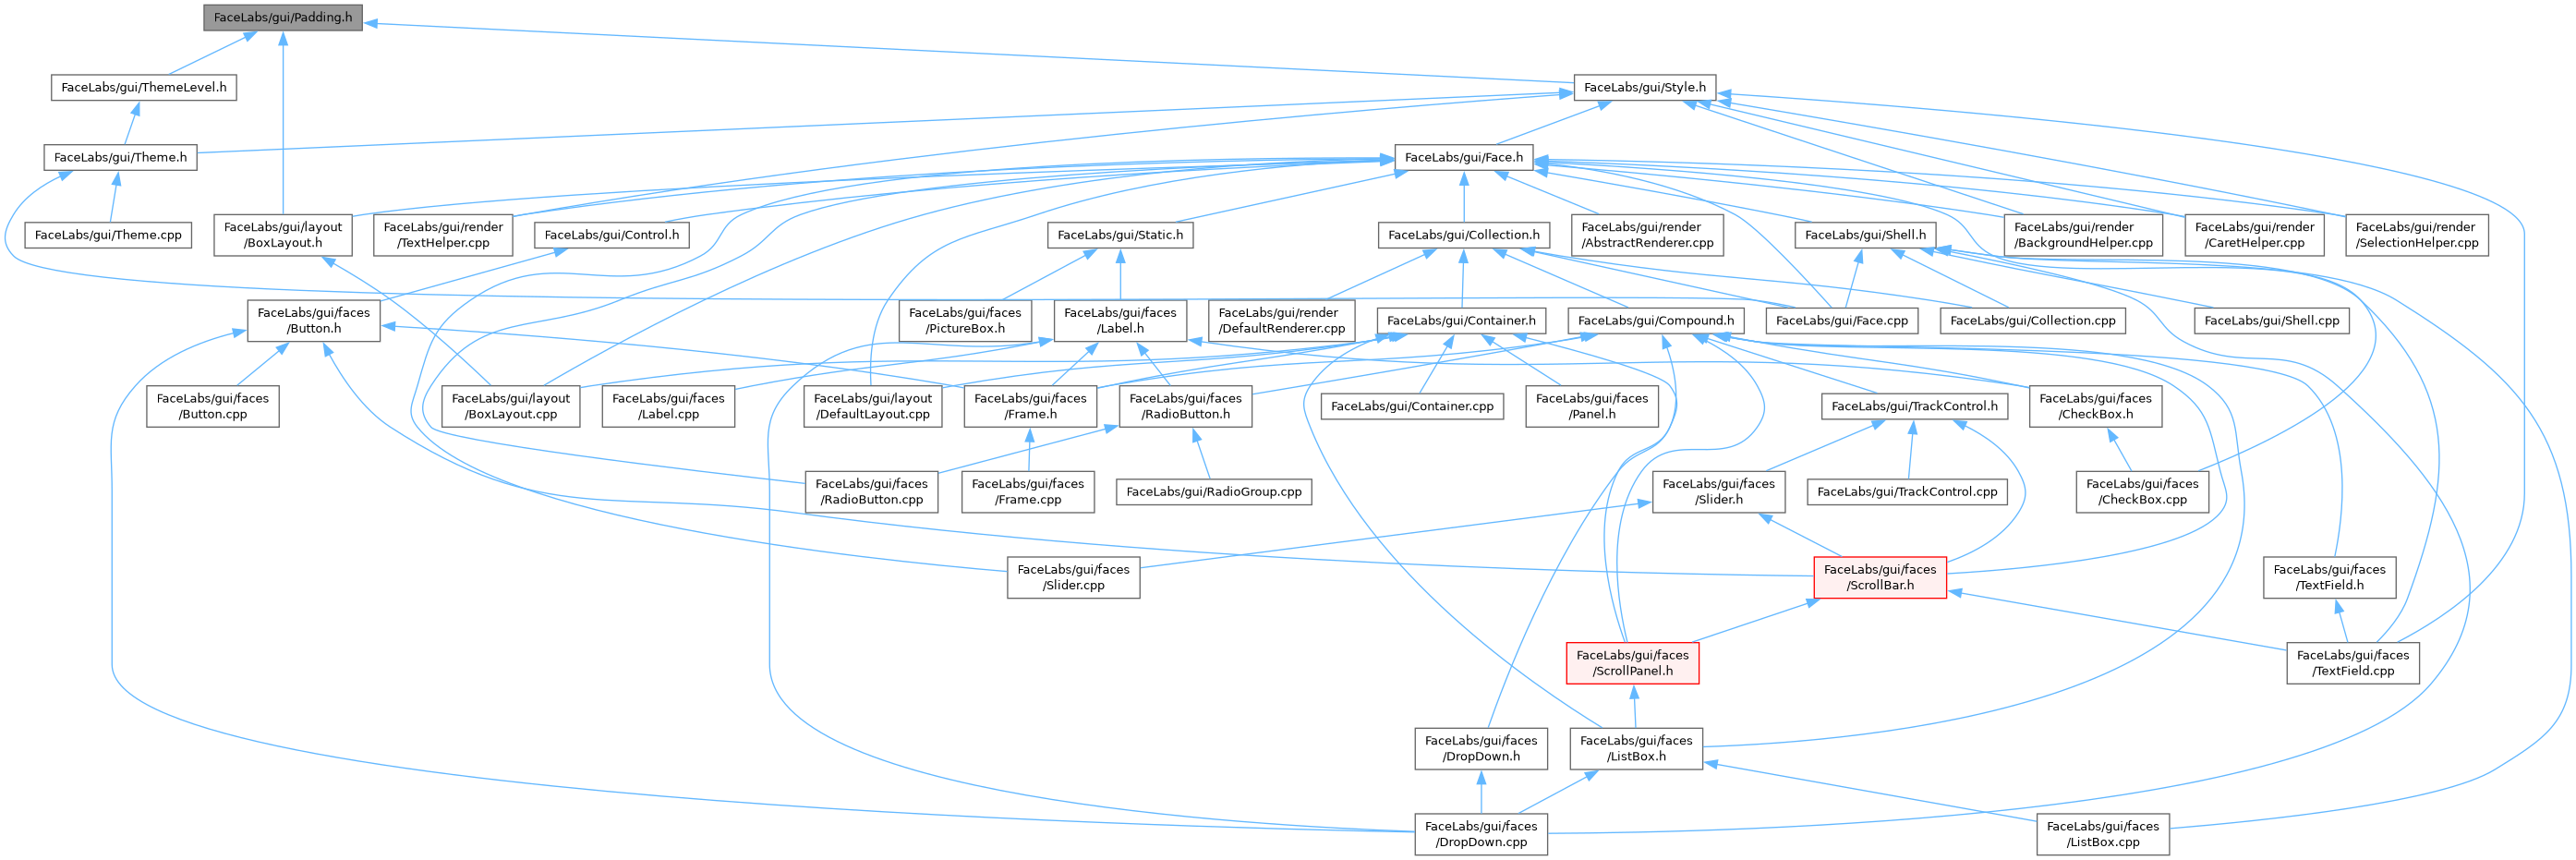 FaceLabs/gui/Padding.h
FaceLabs/gui/ThemeLevel.h
FaceLabs/gui/Style.h
FaceLabs/gui/Theme.h
FaceLabs/gui/Face.h
FaceLabs/gui/Theme.cpp
FaceLabs/gui/layout
/BoxLayout.h
FaceLabs/gui/render
/TextHelper.cpp
FaceLabs/gui/Control.h
FaceLabs/gui/Static.h
FaceLabs/gui/Collection.h
FaceLabs/gui/render
/AbstractRenderer.cpp
FaceLabs/gui/Shell.h
FaceLabs/gui/render
/BackgroundHelper.cpp
FaceLabs/gui/render
/CaretHelper.cpp
FaceLabs/gui/render
/SelectionHelper.cpp
FaceLabs/gui/faces
/Button.h
FaceLabs/gui/faces
/PictureBox.h
FaceLabs/gui/faces
/Label.h
FaceLabs/gui/render
/DefaultRenderer.cpp
FaceLabs/gui/Container.h
FaceLabs/gui/Compound.h
FaceLabs/gui/Face.cpp
FaceLabs/gui/Collection.cpp
FaceLabs/gui/Shell.cpp
FaceLabs/gui/faces
/Button.cpp
FaceLabs/gui/layout
/BoxLayout.cpp
FaceLabs/gui/faces
/Label.cpp
FaceLabs/gui/layout
/DefaultLayout.cpp
FaceLabs/gui/faces
/Frame.h
FaceLabs/gui/faces
/RadioButton.h
FaceLabs/gui/Container.cpp
FaceLabs/gui/faces
/Panel.h
FaceLabs/gui/TrackControl.h
FaceLabs/gui/faces
/CheckBox.h
FaceLabs/gui/faces
/RadioButton.cpp
FaceLabs/gui/faces
/Frame.cpp
FaceLabs/gui/RadioGroup.cpp
FaceLabs/gui/faces
/Slider.h
FaceLabs/gui/TrackControl.cpp
FaceLabs/gui/faces
/CheckBox.cpp
FaceLabs/gui/faces
/Slider.cpp
FaceLabs/gui/faces
/ScrollBar.h
FaceLabs/gui/faces
/TextField.h
FaceLabs/gui/faces
/ScrollPanel.h
FaceLabs/gui/faces
/TextField.cpp
FaceLabs/gui/faces
/DropDown.h
FaceLabs/gui/faces
/ListBox.h
FaceLabs/gui/faces
/DropDown.cpp
FaceLabs/gui/faces
/ListBox.cpp